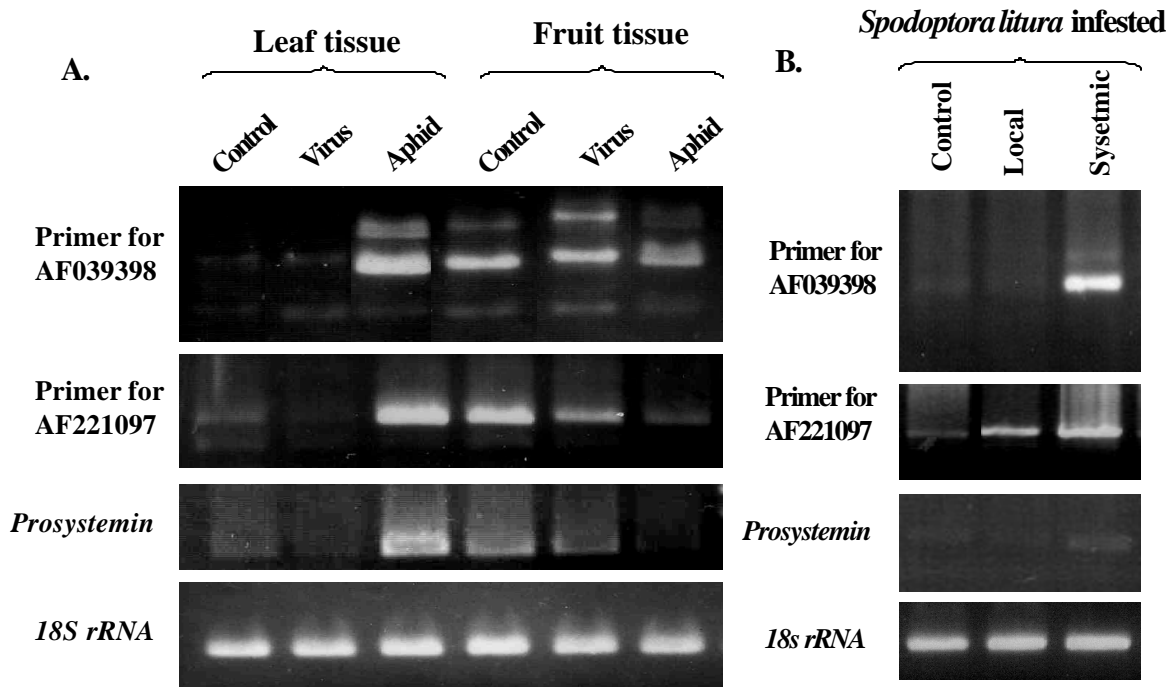 A.
Leaf tissue
Fruit tissue
Control
Virus
Aphid
Control
Virus
Aphid
Primer for
AF039398
Primer for
AF221097
Prosystemin
18S rRNA
B.
Spodoptora litura infested
Control
Local
Sysetmic
Primer for
AF039398
Primer for
AF221097
Prosystemin
18s rRNA